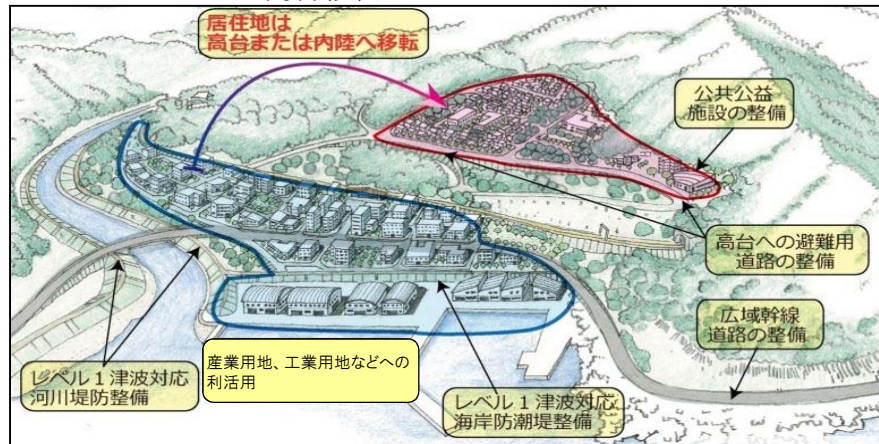 居住地は
高台または内陸へ移転
公共公益
施設の整備
高台への避難用
道路の整備
広域幹線
道路の整備
レベル１津波対応
河川堤防整備
産業用地、工業用地などへの
利活用
レベル１津波対応
海岸防潮堤整備